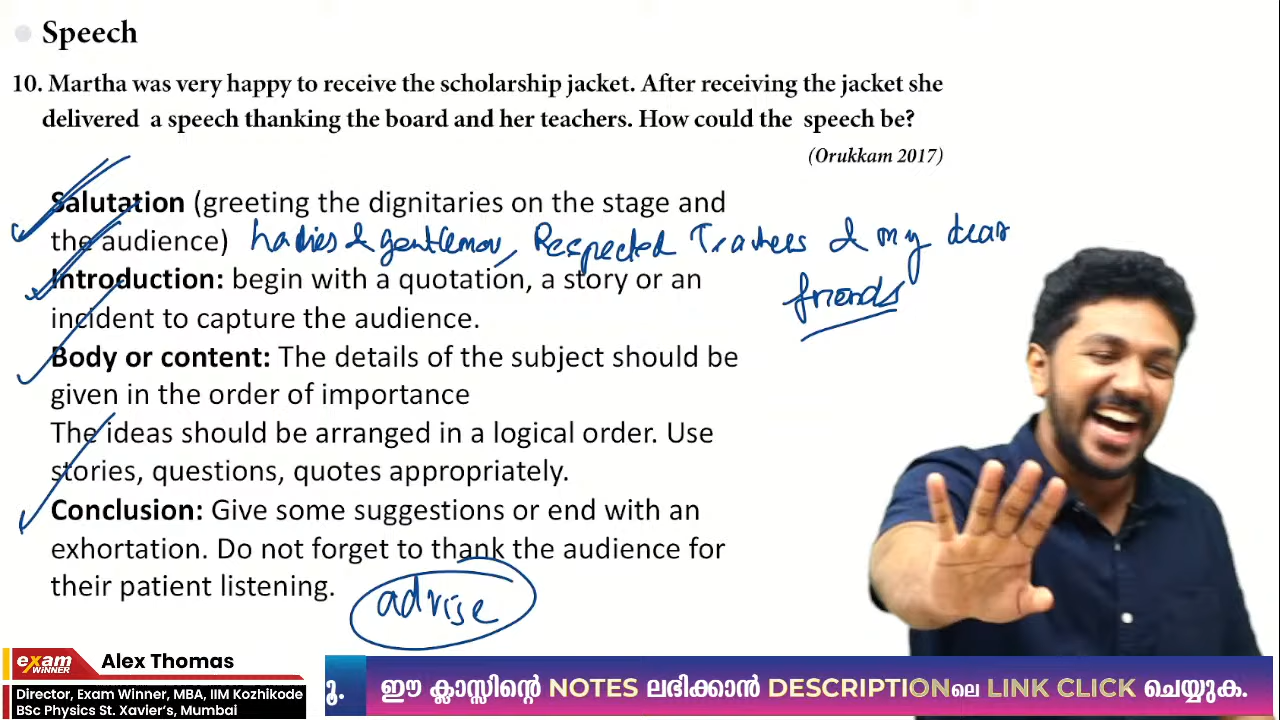 Speech
10. Martha was very happy to receive the scholarship jacket. After receiving the jacket she
delivered a speech thanking the board and her teachers. How could the speech be?
(Orukkam 2017)
Salutation (greeting the dignitaries on the stage and
the audience) Ladies & gentlemen, Respected Teachers & my dear
friends
Introduction: begin with a quotation, a story or an
incident to capture the audience.
Body or content: The details of the subject should be
given in the order of importance
The ideas should be arranged in a logical order. Use
stories, questions, quotes appropriately.
Conclusion: Give some suggestions or end with an
exhortation. Do not forget to thank the audience for
their patient listening.
advise
exam WINNER
Alex Thomas
Director, Exam Winner, MBA, IIM Kozhikode
BSc Physics St. Xavier's, Mumbai
ൂ. ഈ ക്ലാസ്സിന്റെ NOTES ലഭിക്കാൻ DESCRIPTIONലെ LINK CLICK ചെയ്യുക.